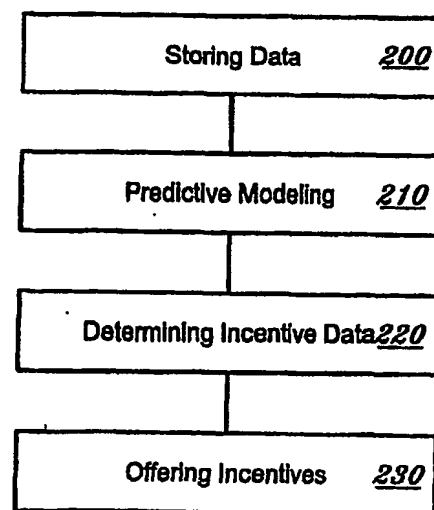 Storing Data 200
Predictive Modeling 210
Determining Incentive Data 220
Offering Incentives 230